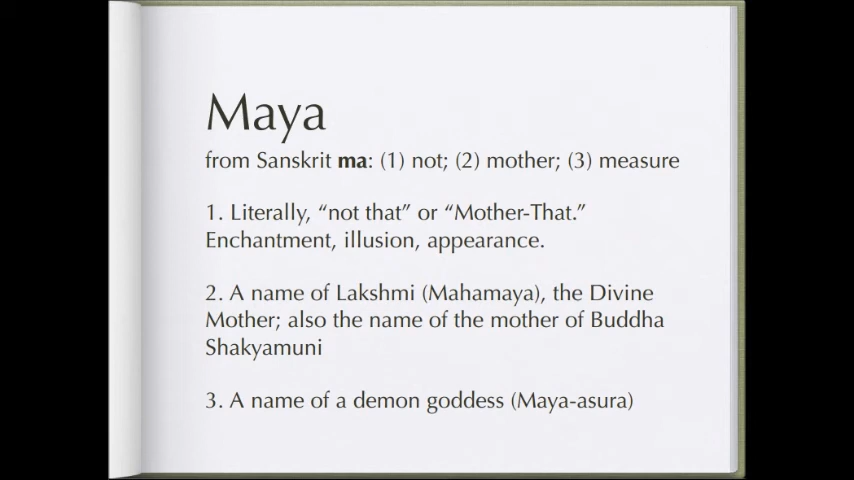 Maya
from Sanskrit ma: (1) not; (2) mother; (3) measure
1. Literally, “not that” or “Mother-That.”
Enchantment, illusion, appearance.
2. A name of Lakshmi (Mahamaya), the Divine
Mother; also the name of the mother of Buddha
Shakyamuni
3. A name of a demon goddess (Maya-asura)